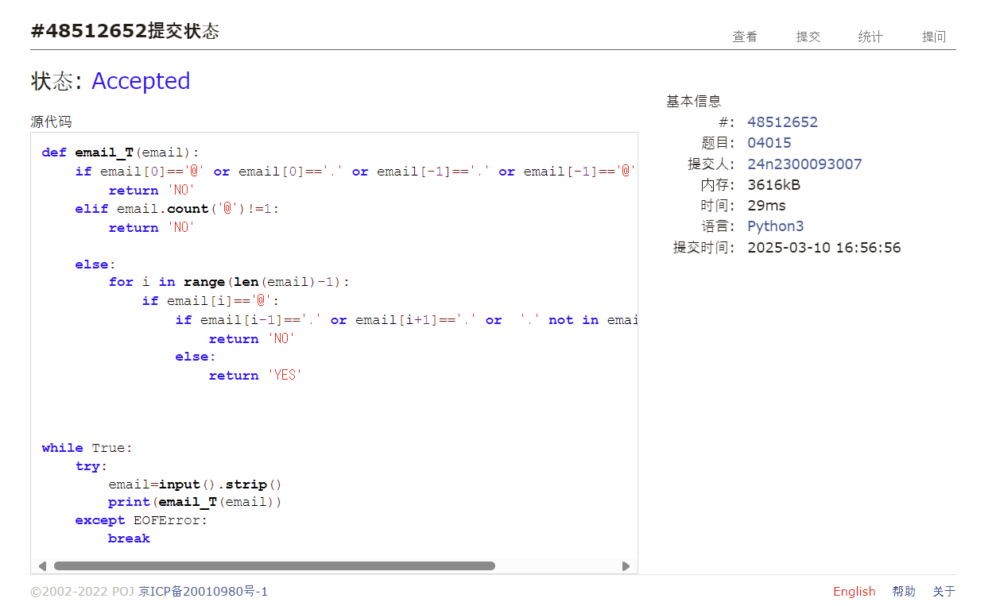 #48512652提交状态
查看 提交 统计 提问
状态: Accepted
源代码
def email_T(email):
    if email[0]=='@' or email[0]=='.' or email[-1]=='.' or email[-1]=='@'
        return 'NO'
    elif email.count('@')!=1:
        return 'NO'

    else:
        for i in range(len(email)-1):
            if email[i]=='@':
                if email[i-1]=='.' or email[i+1]=='.' or  '.' not in emai
                    return 'NO'
                else:
                    return 'YES'

while True:
    try:
        email=input().strip()
        print(email_T(email))
    except EOFError:
        break
基本信息
#: 48512652
题目: 04015
提交人: 24n2300093007
内存: 3616kB
时间: 29ms
语言: Python3
提交时间: 2025-03-10 16:56:56
©2002-2022 POJ 京ICP备20010980号-1
English 帮助 关于